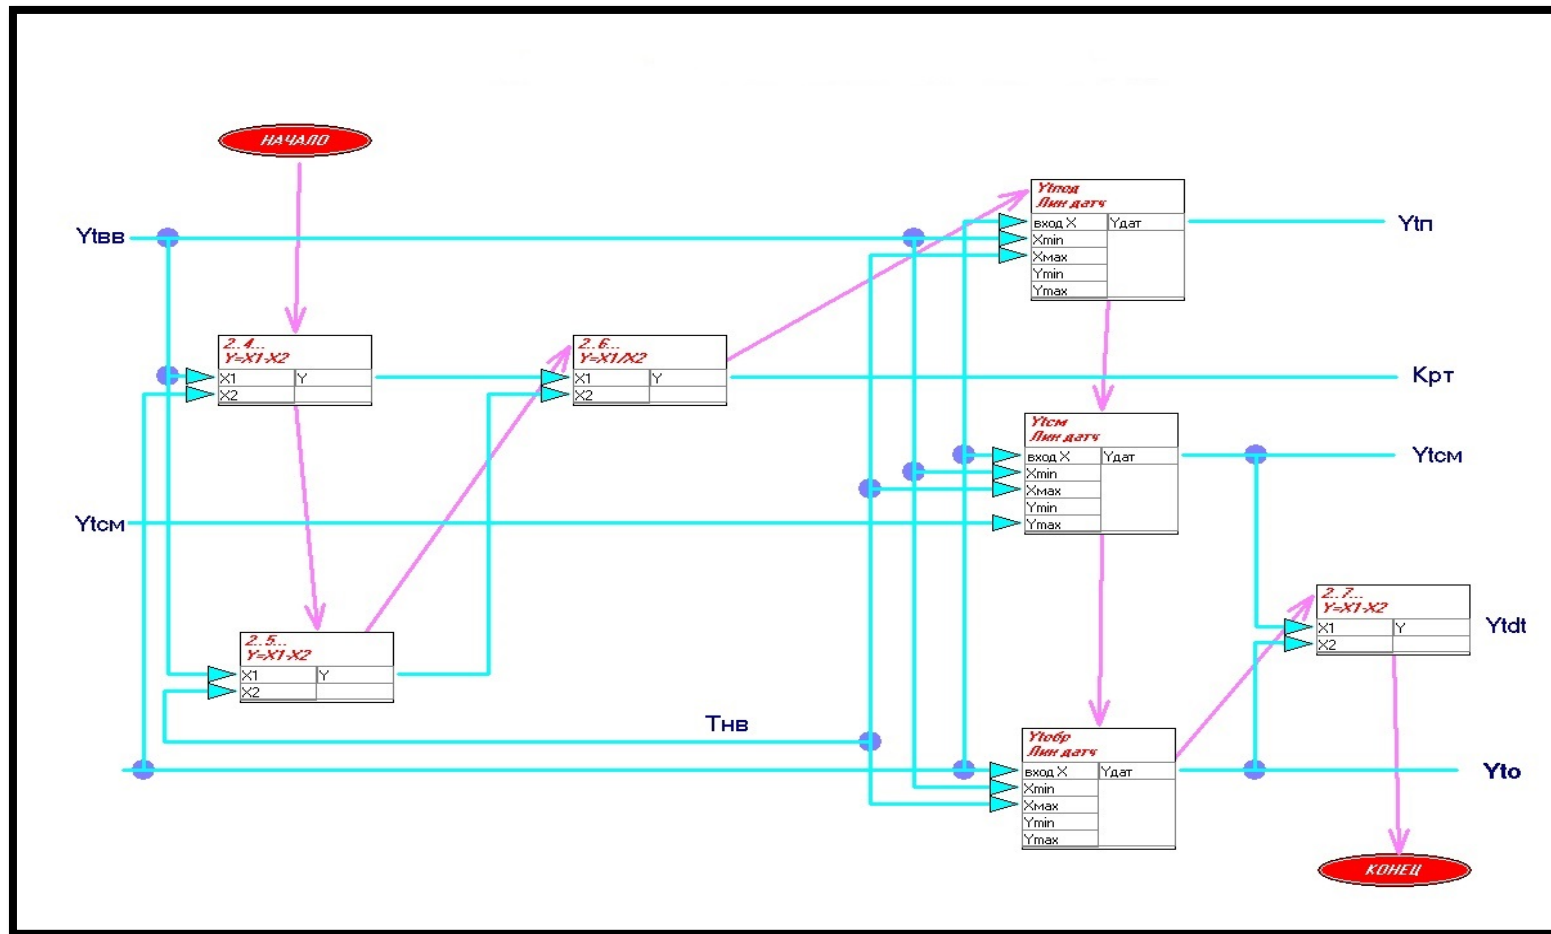 НАЧАЛО
Ytпод
Лин датч
вход X Yдат
Xmin
Xмах
Ymin
Ymax
Ytвв
Ytп
2..4...
Y=X1-X2
X1 Y
X2
2..6...
Y=X1/X2
X1 Y
X2
Kрт
Ytсм
Лин датч
вход X Yдат
Xmin
Xмах
Ymin
Ymax
Ytсм
Ytсм
2..5...
Y=X1-X2
X1 Y
X2
2..7...
Y=X1-X2
X1 Y
X2
Ytdt
Tнв
Ytобр
Лин датч
вход X Yдат
Xmin
Xмах
Ymin
Ymax
Yto
КОНЕЦ